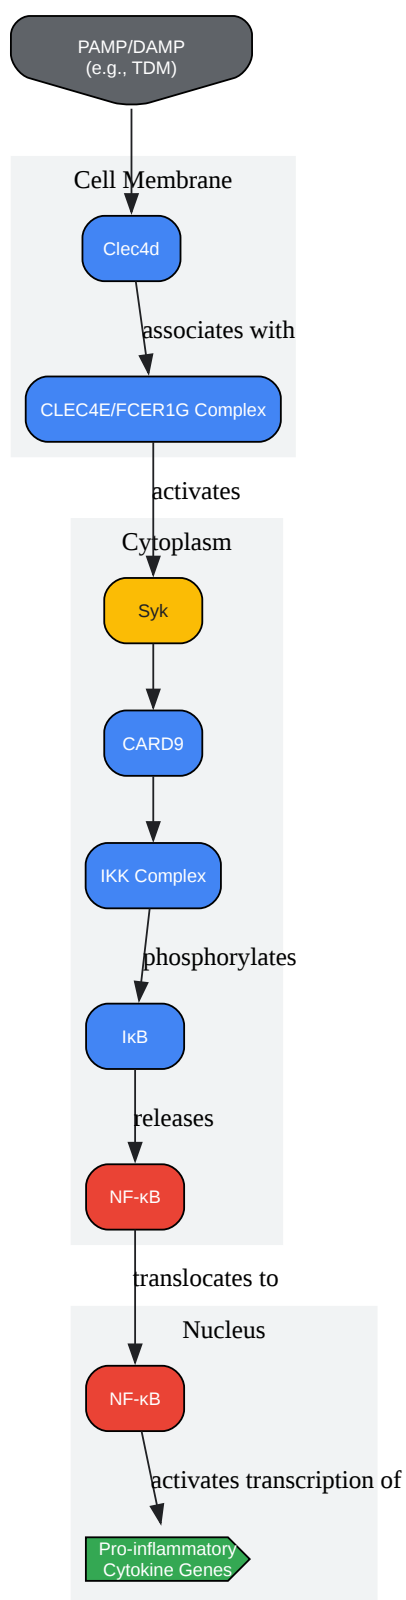 PAMP/DAMP
(e.g., TDM)
Cell Membrane
Clec4d
associates with
CLEC4E/FCER1G Complex
activates
Cytoplasm
Syk
CARD9
IKK Complex
phosphorylates
IκB
releases
NF-κB
translocates to
Nucleus
NF-κB
activates transcription of
Pro-inflammatory
Cytokine Genes